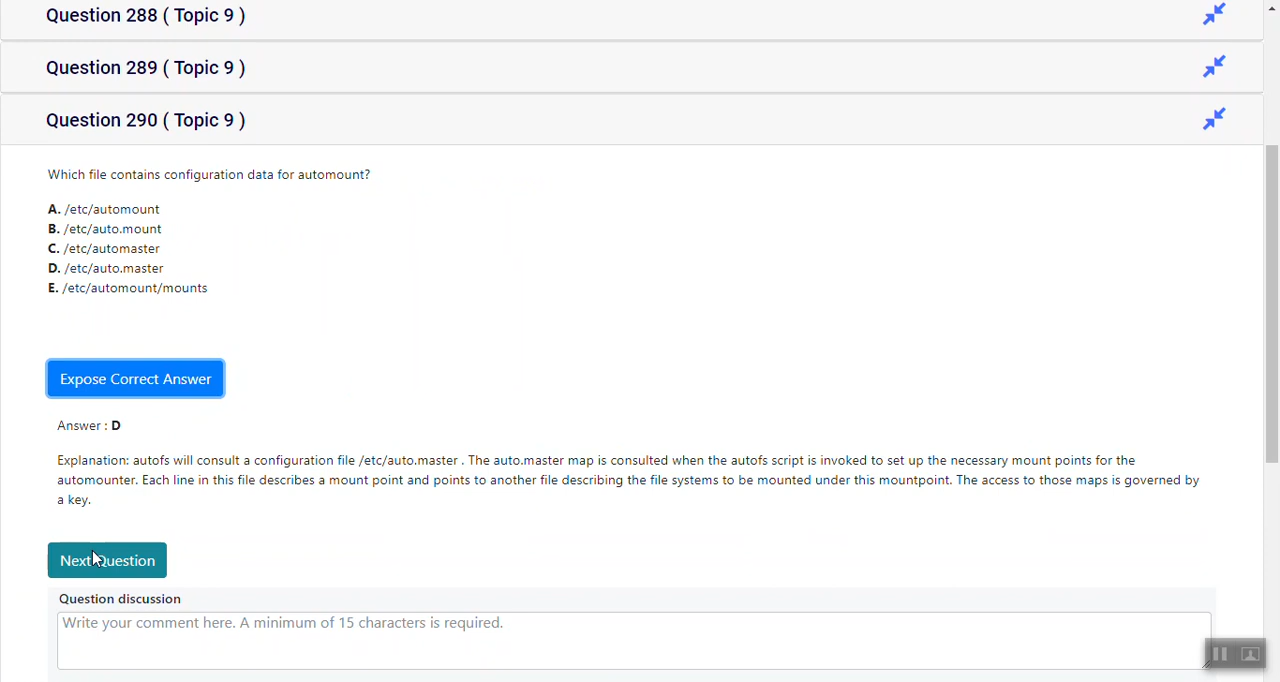 Question 288 ( Topic 9 )
Question 289 ( Topic 9 )
Question 290 ( Topic 9 )
Which file contains configuration data for automount?
A. /etc/automount
B. /etc/auto.mount
C. /etc/automaster
D. /etc/auto.master
E. /etc/automount/mounts
Expose Correct Answer
Answer : D
Explanation: autofs will consult a configuration file /etc/auto.master . The auto.master map is consulted when the autofs script is invoked to set up the necessary mount points for the
automounter. Each line in this file describes a mount point and points to another file describing the file systems to be mounted under this mountpoint. The access to those maps is governed by
a key.
Next Question
Question discussion
Write your comment here. A minimum of 15 characters is required.